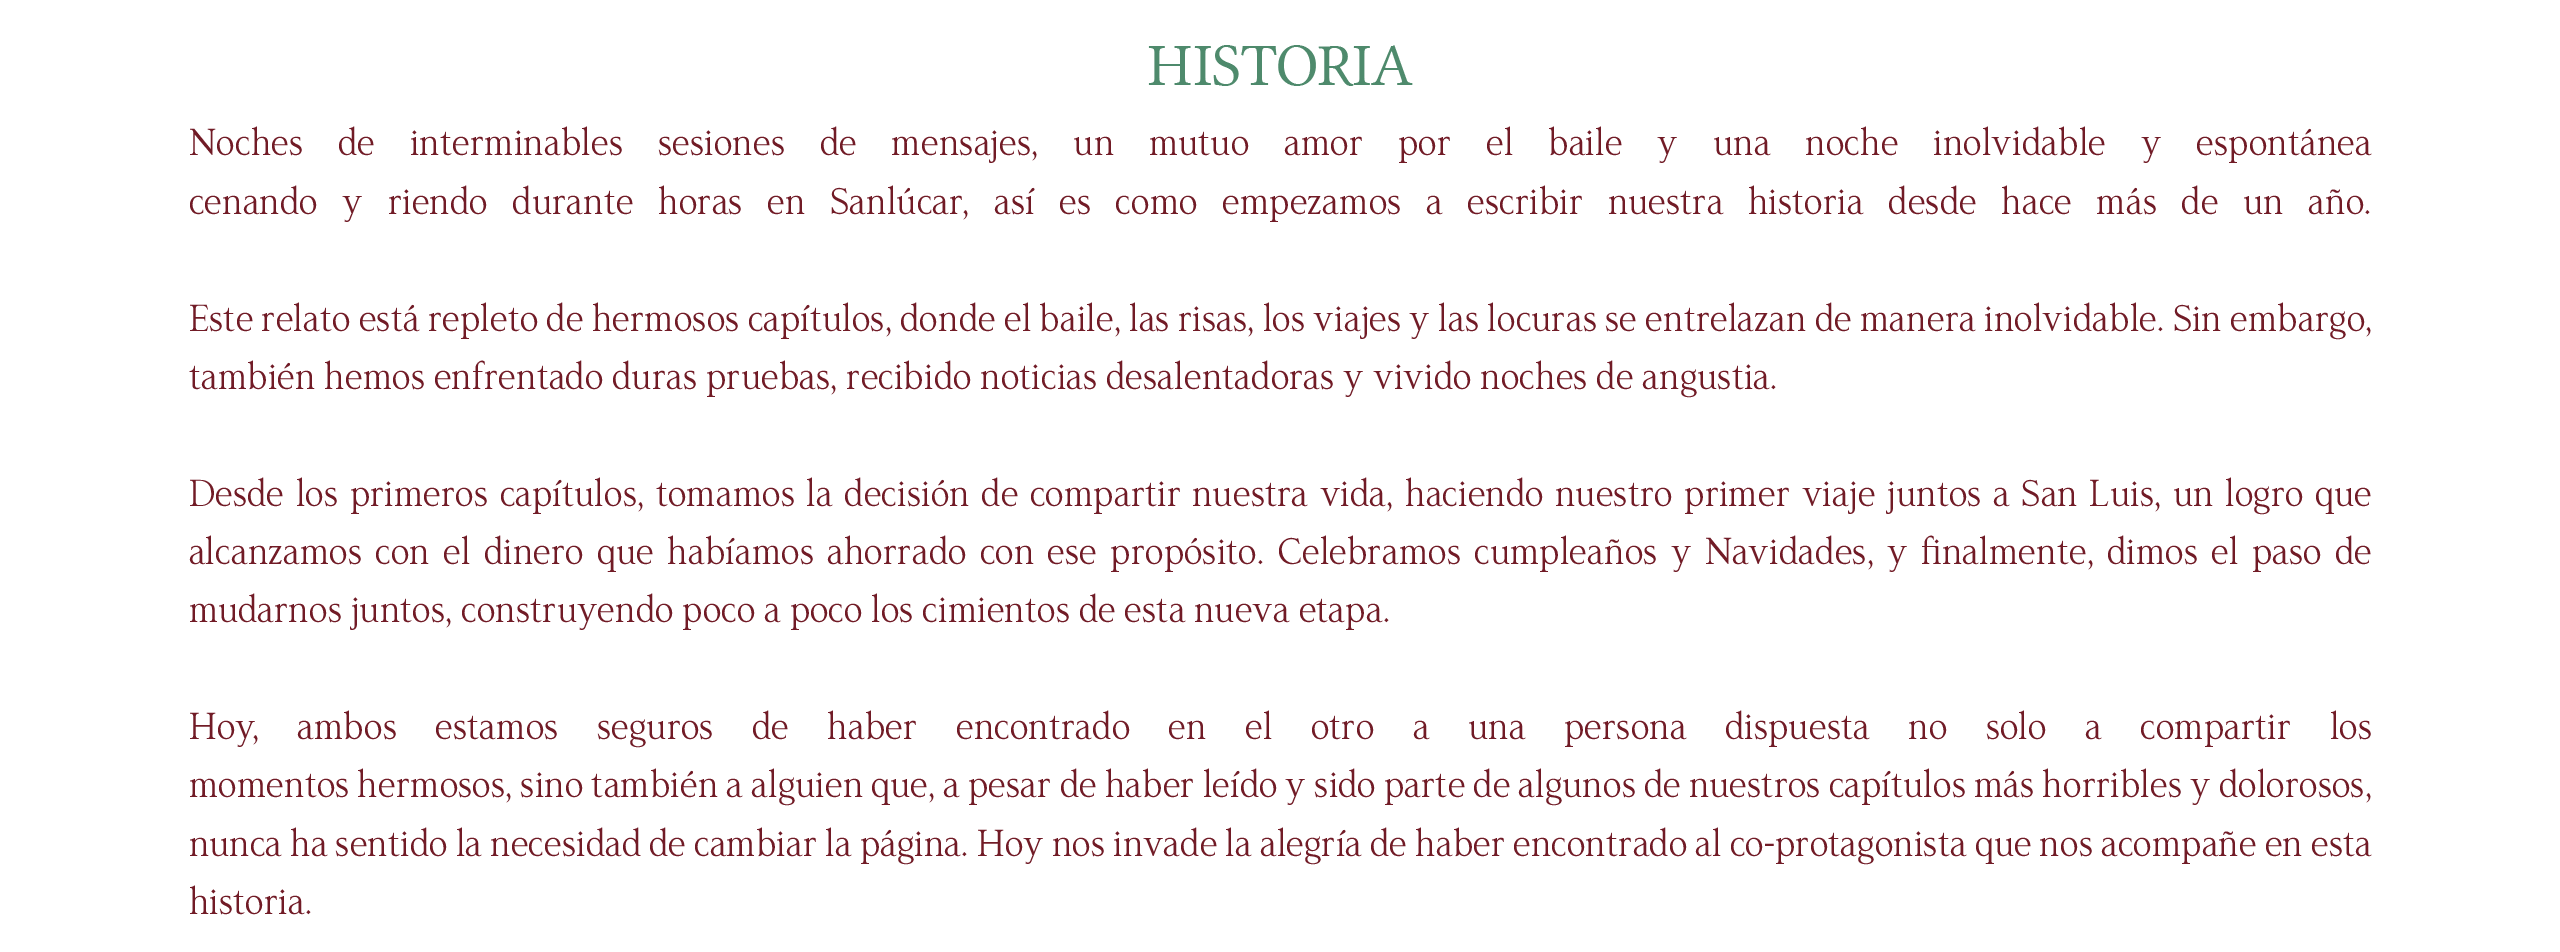 HISTORIA
Noches de interminables sesiones de mensajes, un mutuo amor por el baile y una noche inolvidable y espontánea
cenando y riendo durante horas en Sanlúcar, así es como empezamos a escribir nuestra historia desde hace más de un año.
Este relato está repleto de hermosos capítulos, donde el baile, las risas, los viajes y las locuras se entrelazan de manera inolvidable. Sin embargo,
también hemos enfrentado duras pruebas, recibido noticias desalentadoras y vivido noches de angustia.
Desde los primeros capítulos, tomamos la decisión de compartir nuestra vida, haciendo nuestro primer viaje juntos a San Luis, un logro que
alcanzamos con el dinero que habíamos ahorrado con ese propósito. Celebramos cumpleaños y Navidades, y finalmente, dimos el paso de
mudarnos juntos, construyendo poco a poco los cimientos de esta nueva etapa.
Hoy, ambos estamos seguros de haber encontrado en el otro a una persona dispuesta no solo a compartir los
momentos hermosos, sino también a alguien que, a pesar de haber leído y sido parte de algunos de nuestros capítulos más horribles y dolorosos,
nunca ha sentido la necesidad de cambiar la página. Hoy nos invade la alegría de haber encontrado al co-protagonista que nos acompañe en esta
historia.